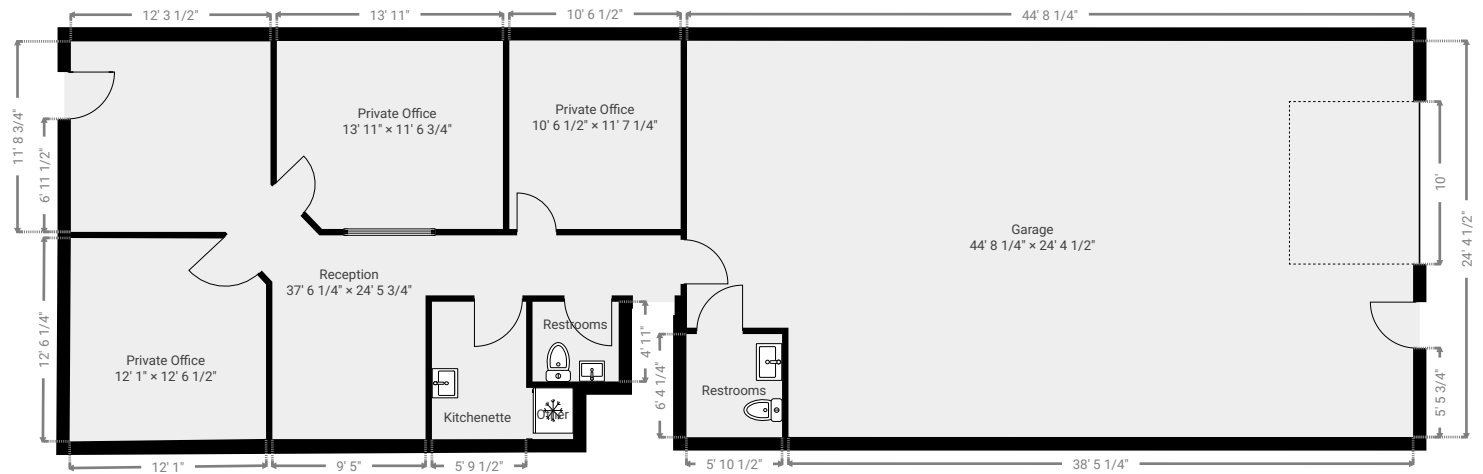 12' 3 1/2"
13' 11"
10' 6 1/2"
44' 8 1/4"
11' 8 3/4"
6' 11 1/2"
Private Office
13' 11" × 11' 6 3/4"
Private Office
10' 6 1/2" × 11' 7 1/4"
10'
24' 4 1/2"
Garage
44' 8 1/4" × 24' 4 1/2"
Reception
37' 6 1/4" × 24' 5 3/4"
12' 6 1/4"
Private Office
12' 1" × 12' 6 1/2"
Restrooms
4' 11"
6' 4 1/4"
Restrooms
Kitchenette
Other
5' 5 3/4"
12' 1"
9' 5"
5' 9 1/2"
5' 10 1/2"
38' 5 1/4"